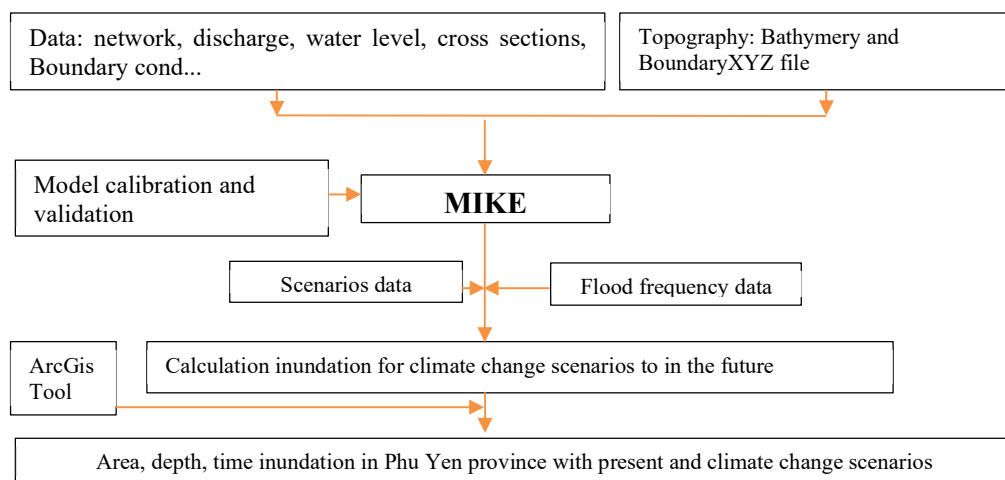 Data: network, discharge, water level, cross sections,
Boundary cond...
Topography: Bathymery and
BoundaryXYZ file
Model calibration and
validation
MIKE
Scenarios data
Flood frequency data
ArcGis
Tool
Calculation inundation for climate change scenarios to in the future
Area, depth, time inundation in Phu Yen province with present and climate change scenarios